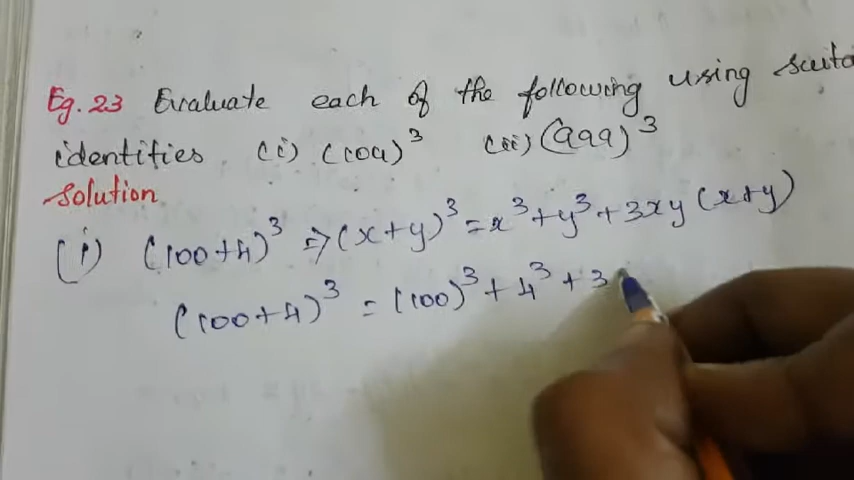 Eg. 23 Evaluate each of the following using
identities (i) (104)³ (ii) (999)³
Solution
(i) (100+4)³ ⇒ (x+y)³ = x³+y³+3xy(x+y)
(100+4)³ = (100)³ + 4³ + 3